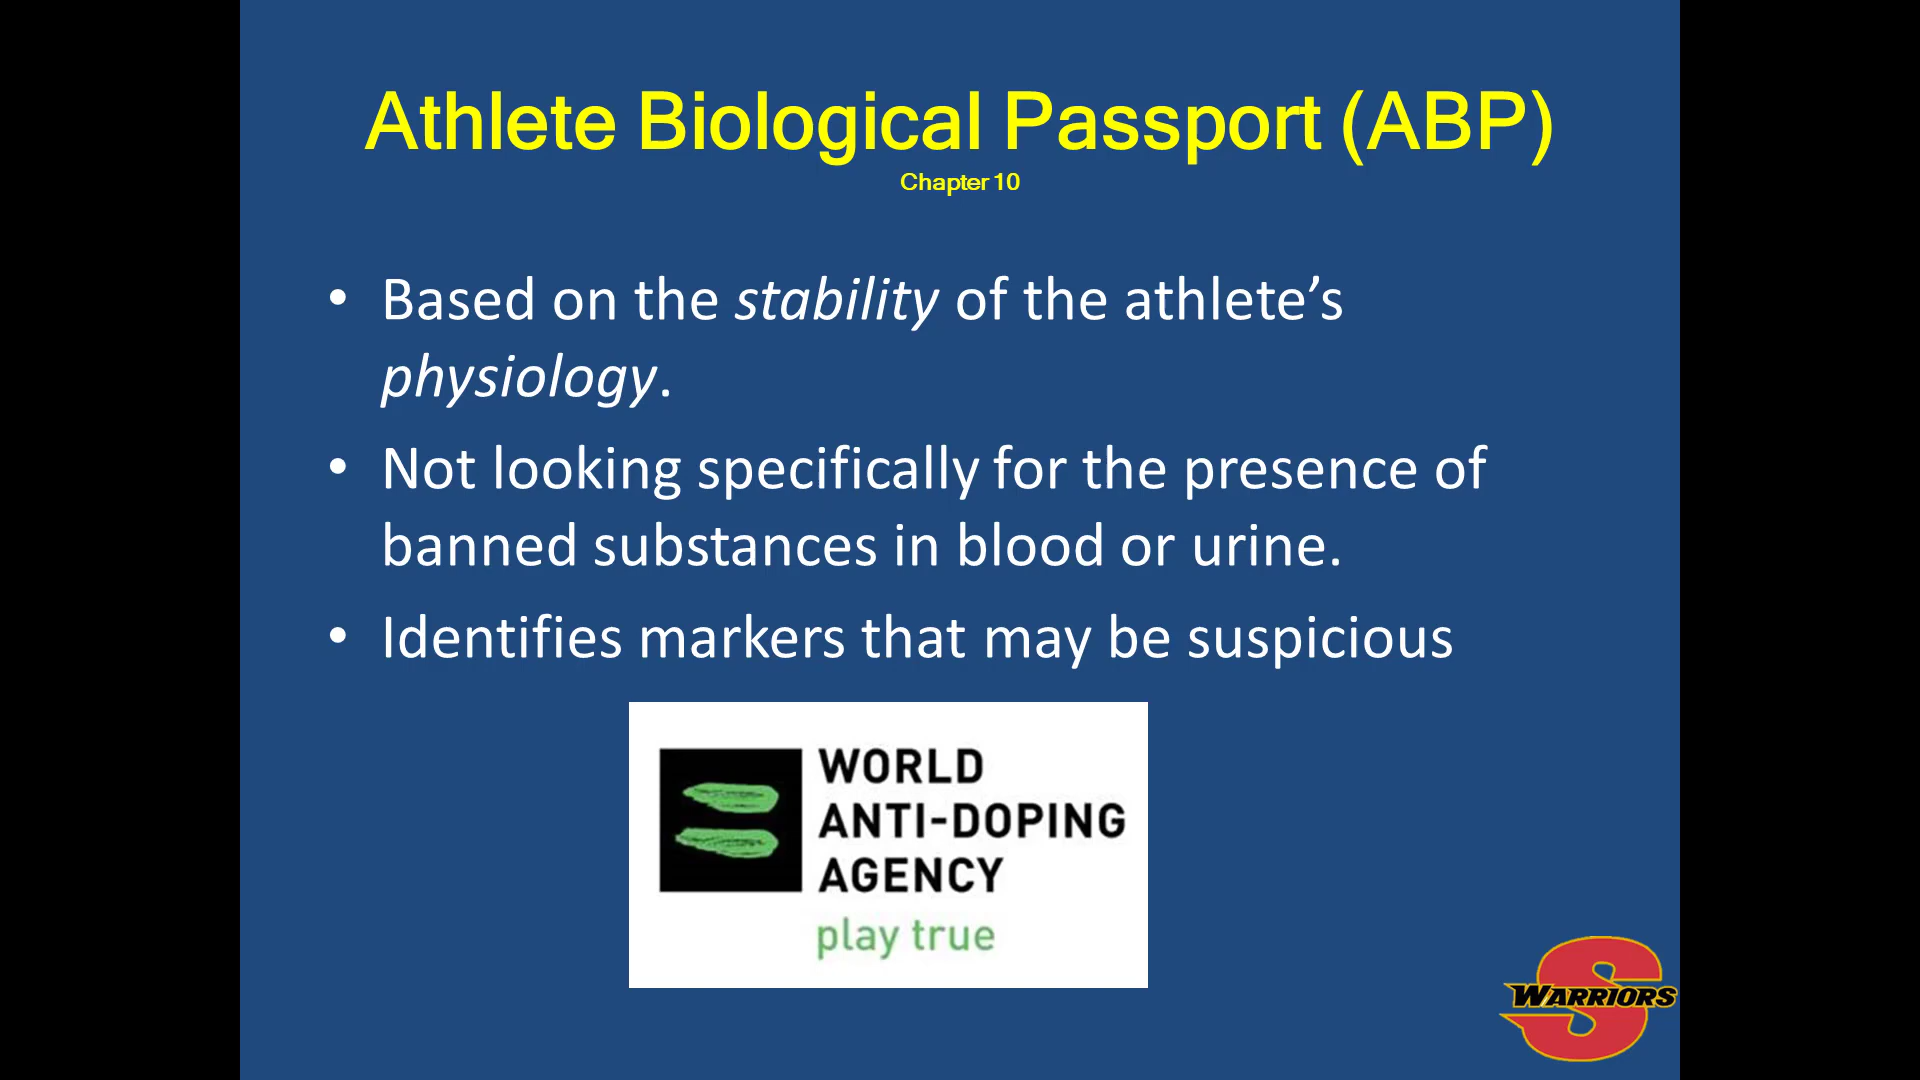 Athlete Biological Passport (ABP)
Chapter 10
• Based on the stability of the athlete’s
physiology.
• Not looking specifically for the presence of
banned substances in blood or urine.
• Identifies markers that may be suspicious
WORLD
ANTI-DOPING
AGENCY
play true
S
WARRIORS